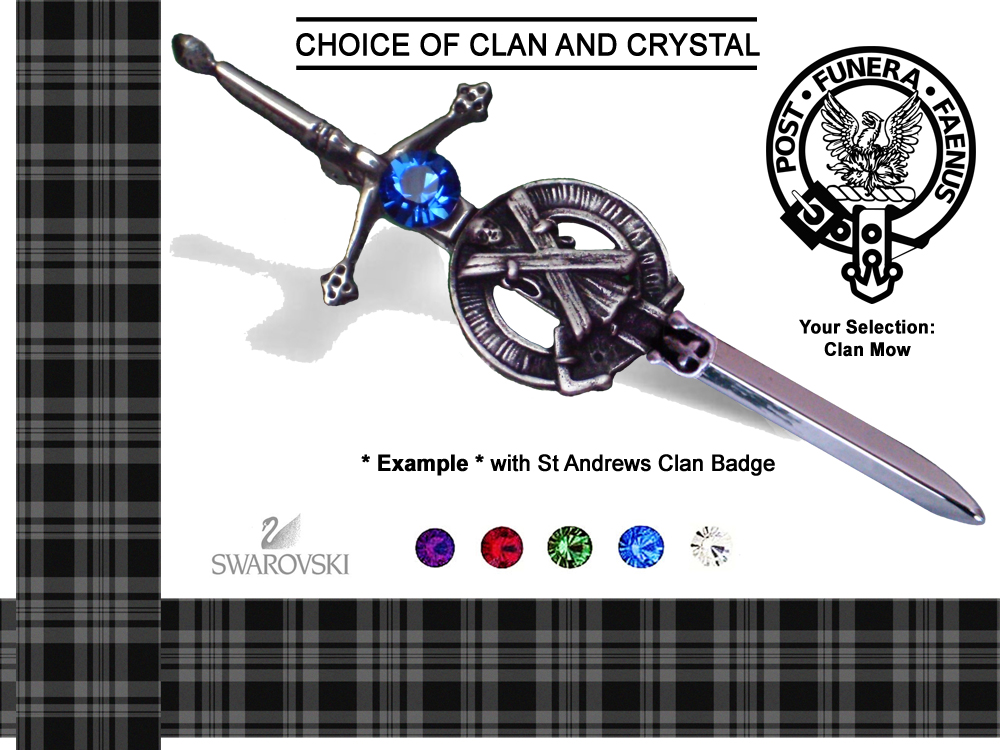 CHOICE OF CLAN AND CRYSTAL
POST • FUNERA • FAENUS
Your Selection:
Clan Mow
* Example * with St Andrews Clan Badge
SWAROVSKI